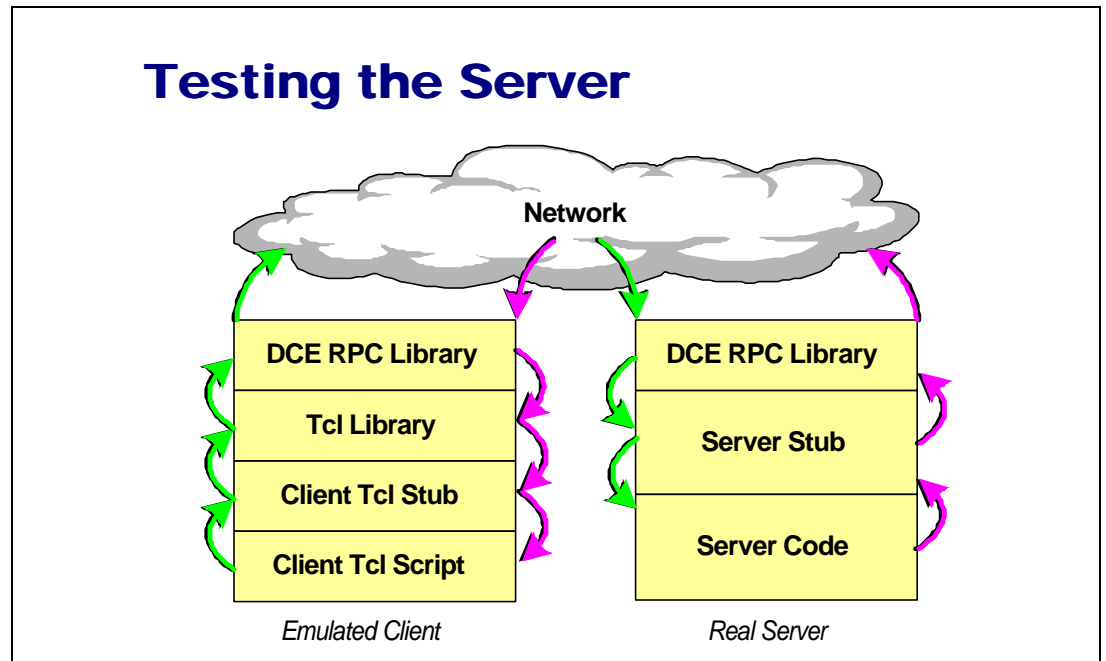 Testing the Server
Network
DCE RPC Library
Tcl Library
Client Tcl Stub
Client Tcl Script
Emulated Client
DCE RPC Library
Server Stub
Server Code
Real Server